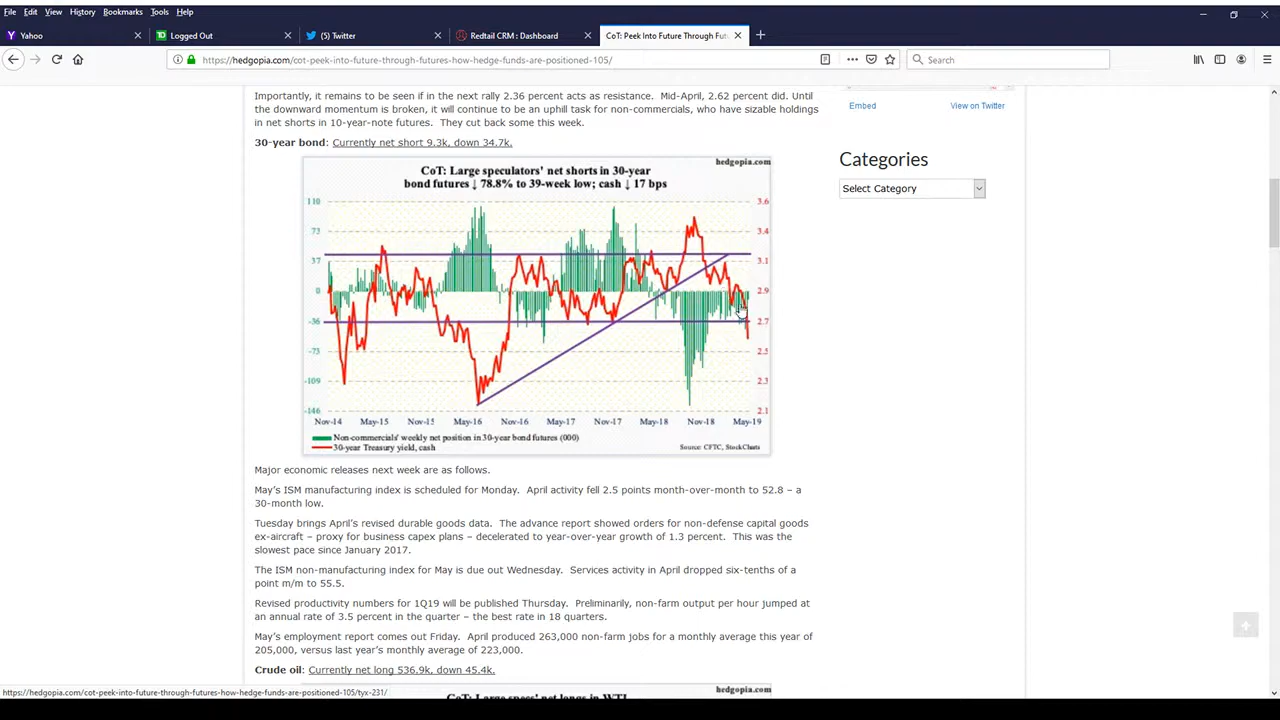 File Edit View History Bookmarks Tools Help
Yahoo
Logged Out
(5) Twitter
Redtail CRM : Dashboard
CoT: Peek Into Future Through Fut
https://hedgopia.com/cot-peek-into-future-through-futures-how-hedge-funds-are-positioned-105/
Search
Importantly, it remains to be seen if in the next rally 2.36 percent acts as resistance. Mid-April, 2.62 percent did. Until
the downward momentum is broken, it will continue to be an uphill task for non-commercials, who have sizable holdings
in net shorts in 10-year-note futures. They cut back some this week.
Embed View on Twitter
30-year bond: Currently net short 9.3k, down 34.7k.
Categories
Select Category
hedgopia.com
CoT: Large speculators' net shorts in 30-year
bond futures ↓ 78.8% to 39-week low; cash ↓ 17 bps
110 3.6
73 3.4
37 3.1
0 2.9
-36 2.7
-73 2.5
-109 2.3
-146 2.1
Nov-14 May-15 Nov-15 May-16 Nov-16 May-17 Nov-17 May-18 Nov-18 May-19
Non-commercials' weekly net position in 30-year bond futures (000)
30-year Treasury yield, cash
Source: CFTC, StockCharts
Major economic releases next week are as follows.
May's ISM manufacturing index is scheduled for Monday. April activity fell 2.5 points month-over-month to 52.8 – a
30-month low.
Tuesday brings April's revised durable goods data. The advance report showed orders for non-defense capital goods
ex-aircraft – proxy for business capex plans – decelerated to year-over-year growth of 1.3 percent. This was the
slowest pace since January 2017.
The ISM non-manufacturing index for May is due out Wednesday. Services activity in April dropped six-tenths of a
point m/m to 55.5.
Revised productivity numbers for 1Q19 will be published Thursday. Preliminarily, non-farm output per hour jumped at
an annual rate of 3.5 percent in the quarter – the best rate in 18 quarters.
May's employment report comes out Friday. April produced 263,000 non-farm jobs for a monthly average this year of
205,000, versus last year's monthly average of 223,000.
Crude oil: Currently net long 536.9k, down 45.4k.
hedgopia.com
CoT: Large specs' net longs in WTI
https://hedgopia.com/cot-peek-into-future-through-futures-how-hedge-funds-are-positioned-105/tyx-231/